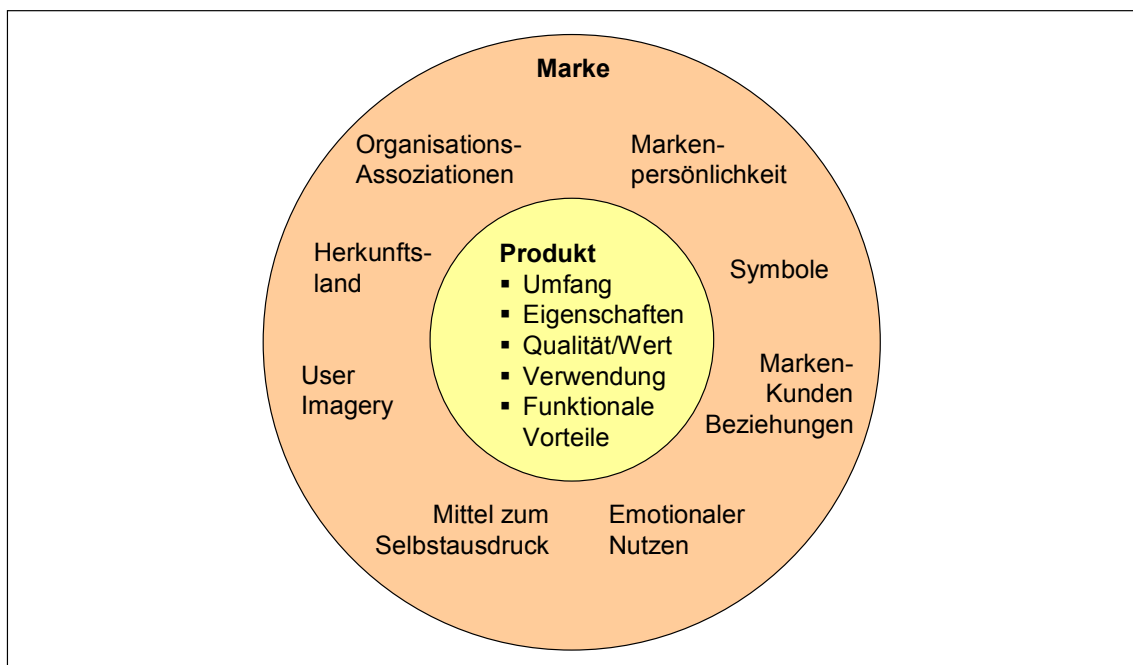 Marke
Organisations-
Assoziationen
Marken-
persönlichkeit
Herkunfts-
land
Produkt
▪ Umfang
▪ Eigenschaften
▪ Qualität/Wert
▪ Verwendung
▪ Funktionale
Vorteile
Symbole
User
Imagery
Marken-
Kunden
Beziehungen
Mittel zum
Selbstausdruck
Emotionaler
Nutzen